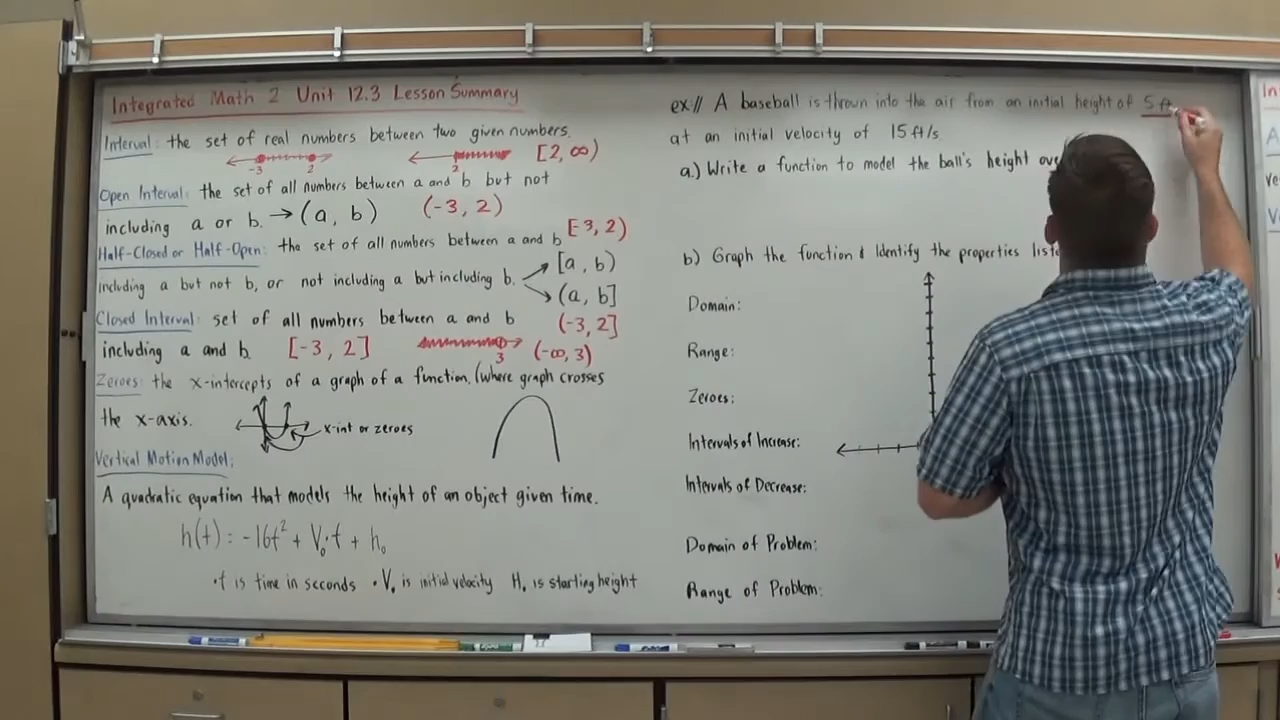 Integrated Math 2 Unit 12.3 Lesson Summary
Interval: the set of real numbers between two given numbers.
-3 2 2 [2, ∞)
Open Interval: the set of all numbers between a and b but not
including a or b. → (a, b) (-3, 2)
Half-Closed or Half-Open: the set of all numbers between a and b [-3, 2)
including a but not b, or not including a but including b. [a, b)
(a, b]
Closed Interval: set of all numbers between a and b (-3, 2]
including a and b. [-3, 2] 3 (-∞, 3)
Zeroes: the x-intercepts of a graph of a function. (where graph crosses
the x-axis. x-int or zeroes
Vertical Motion Model:
A quadratic equation that models the height of an object given time.
h(t) = -16t² + V₀·t + h₀
·t is time in seconds ·V₀ is initial velocity H₀ is starting height
ex// A baseball is thrown into the air from an initial height of 5 ft
at an initial velocity of 15 ft/s.
a.) Write a function to model the ball's height
b) Graph the function & Identify the properties
Domain:
Range:
Zeroes:
Intervals of Increase:
Intervals of Decrease:
Domain of Problem:
Range of Problem: